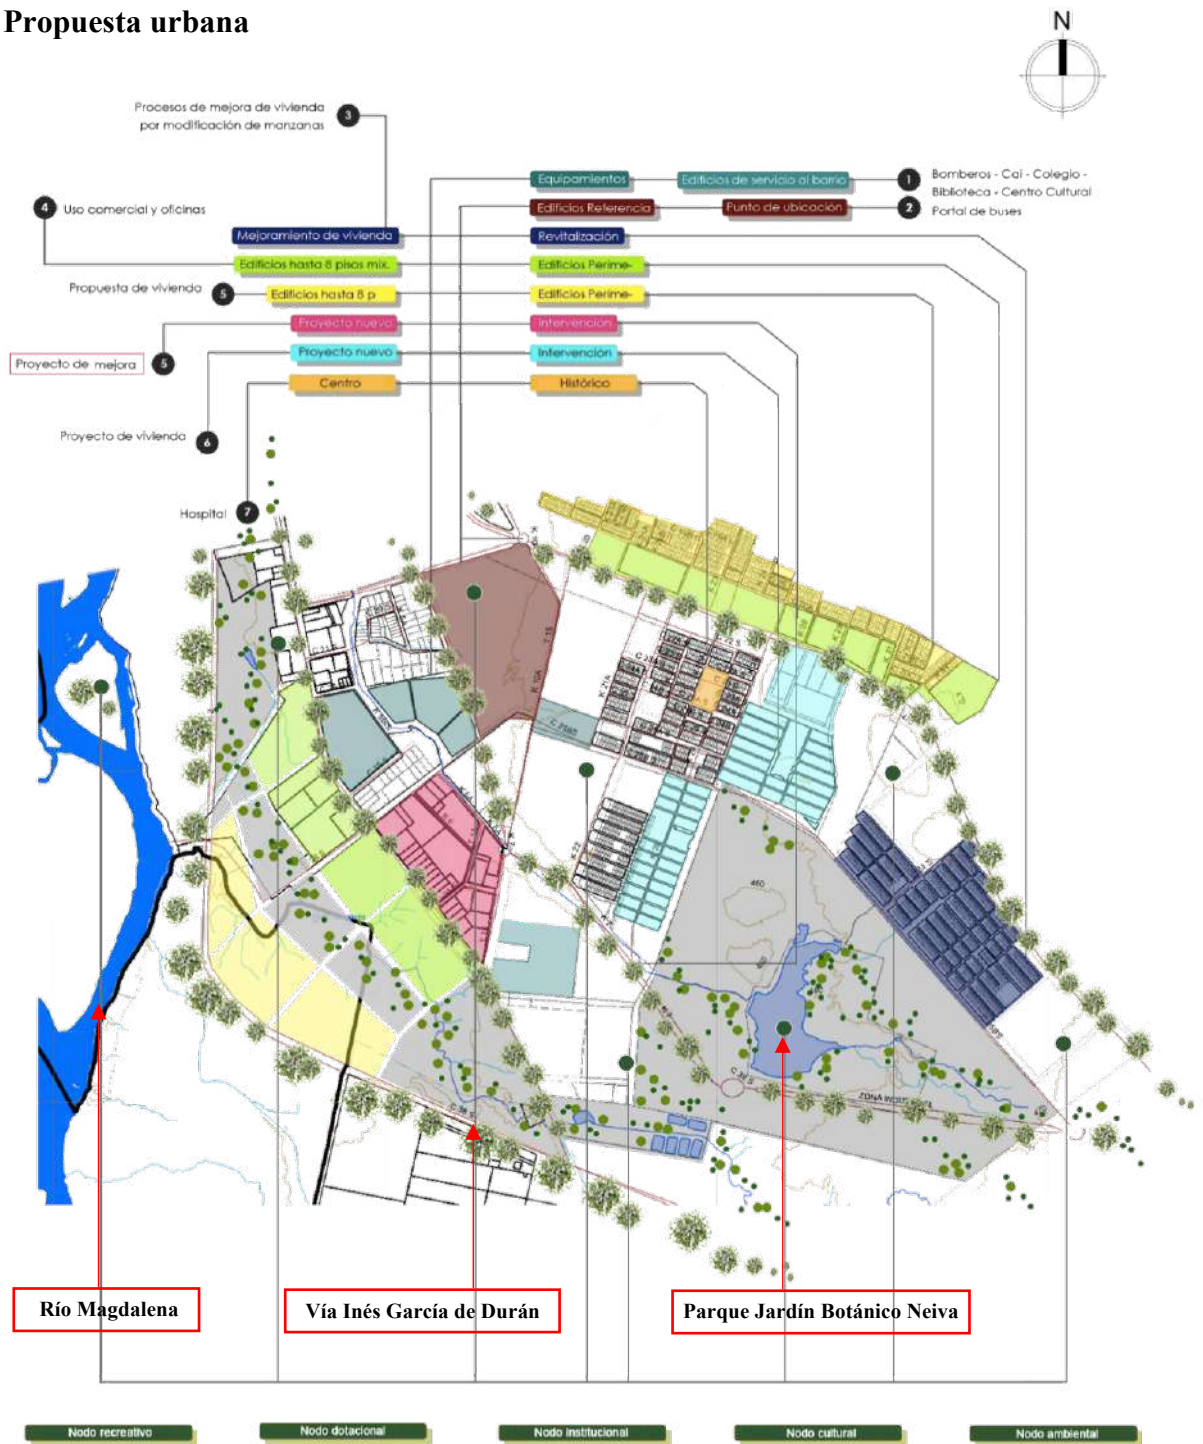 Propuesta urbana
N
Procesos de mejora de vivienda
por modificación de manzanas
3
Equipamientos
Edificios de servicio al barrio
1
Bomberos - Cai - Colegio -
Biblioteca - Centro Cultural
4
Uso comercial y oficinas
Edificios Referencia
Punto de ubicación
2
Portal de buses
Mejoramiento de vivienda
Revitalización
Edificios hasta 8 pisos mix.
Edificios Perime-
Propuesta de vivienda
5
Edificios hasta 8 p
Edificios Perime-
Proyecto nuevo
intervención
Proyecto de mejora
5
Proyecto nuevo
Intervención
Centro
Histórico
Proyecto de vivienda
6
Hospital
7
460
C 38 S
ZONA
Río Magdalena
Vía Inés García de Durán
Parque Jardín Botánico Neiva
Nodo recreativo
Nodo dotacional
Nodo Institucional
Nodo cultural
Nodo ambiental